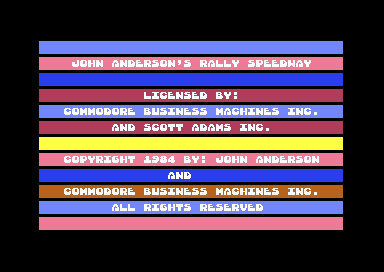 JOHN ANDERSON'S RALLY SPEEDWAY
LICENSED BY:
COMMODORE BUSINESS MACHINES INC.
AND SCOTT ADAMS INC.
COPYRIGHT 1984 BY: JOHN ANDERSON
AND
COMMODORE BUSINESS MACHINES INC.
ALL RIGHTS RESERVED